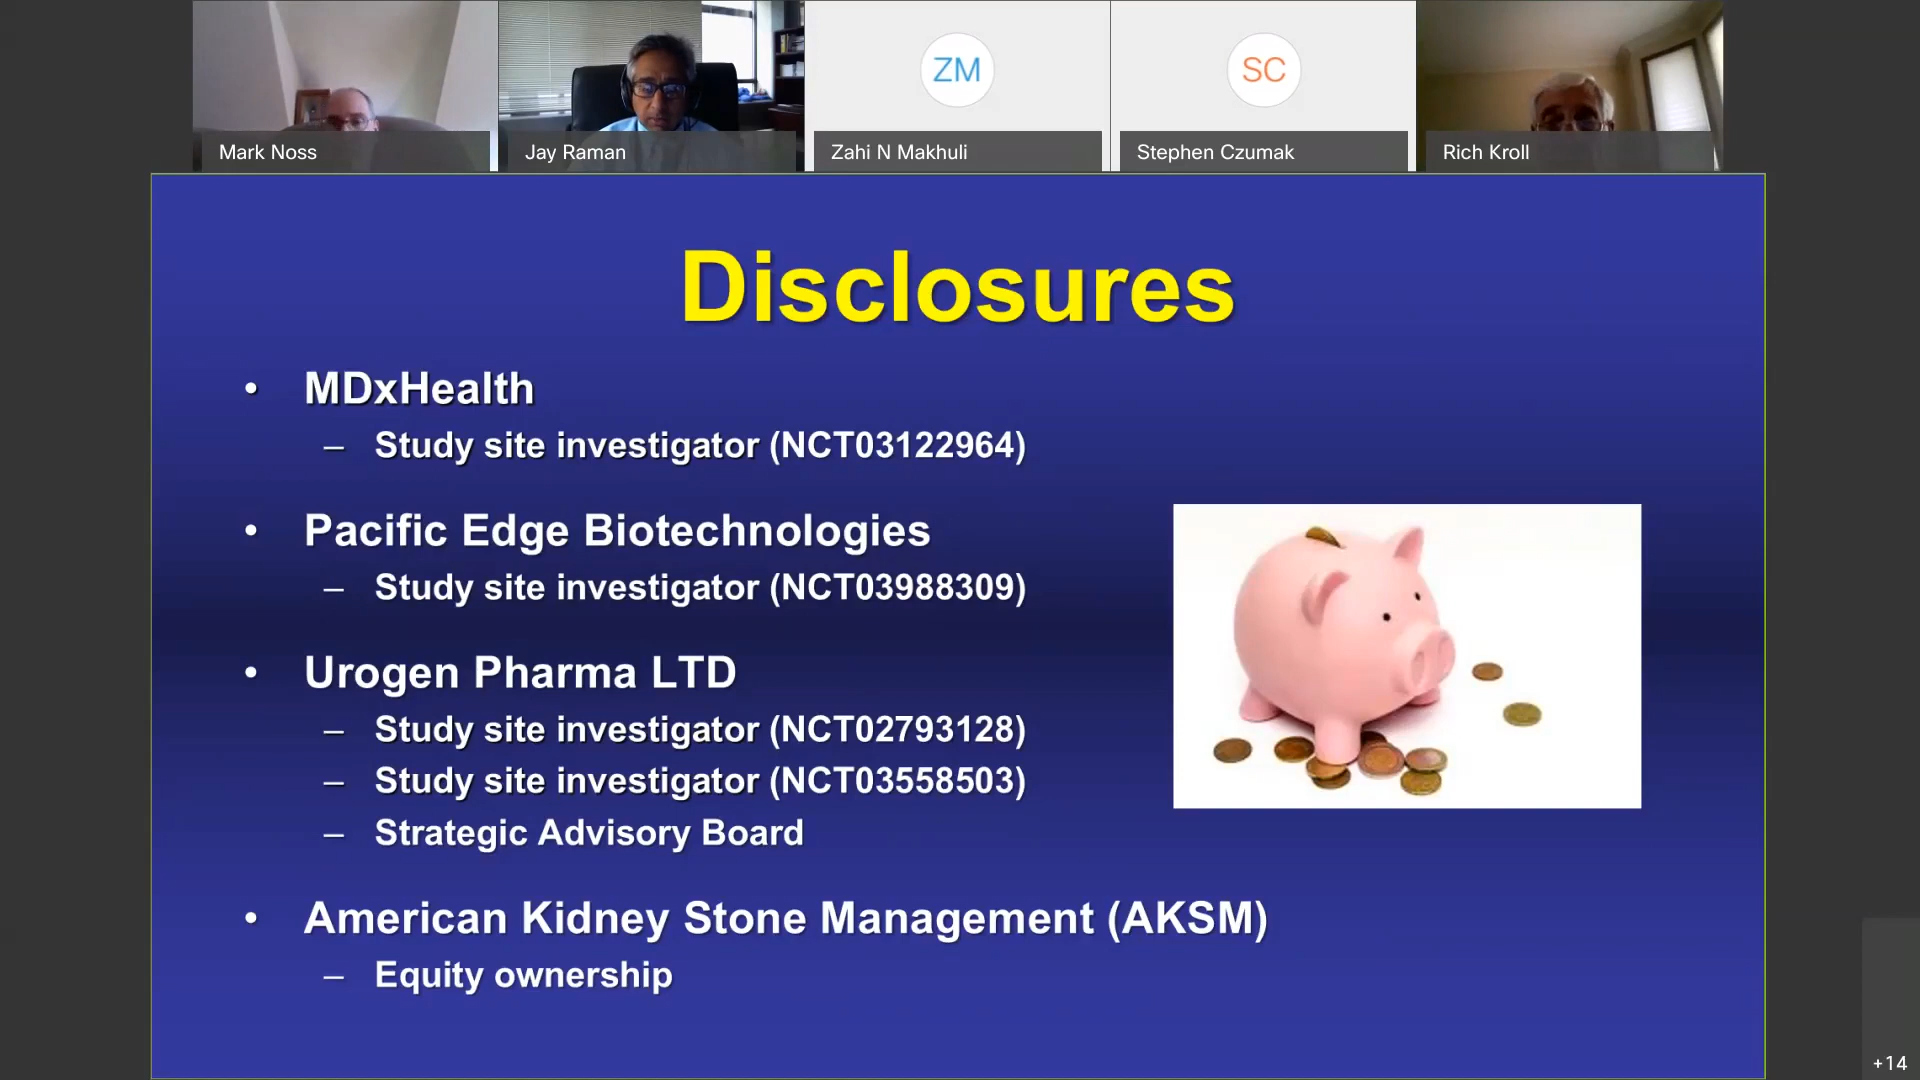 Mark Noss
Jay Raman
ZM
Zahi N Makhuli
SC
Stephen Czumak
Rich Kroll
Disclosures
• MDxHealth
– Study site investigator (NCT03122964)
• Pacific Edge Biotechnologies
– Study site investigator (NCT03988309)
• Urogen Pharma LTD
– Study site investigator (NCT02793128)
– Study site investigator (NCT03558503)
– Strategic Advisory Board
• American Kidney Stone Management (AKSM)
– Equity ownership
+14